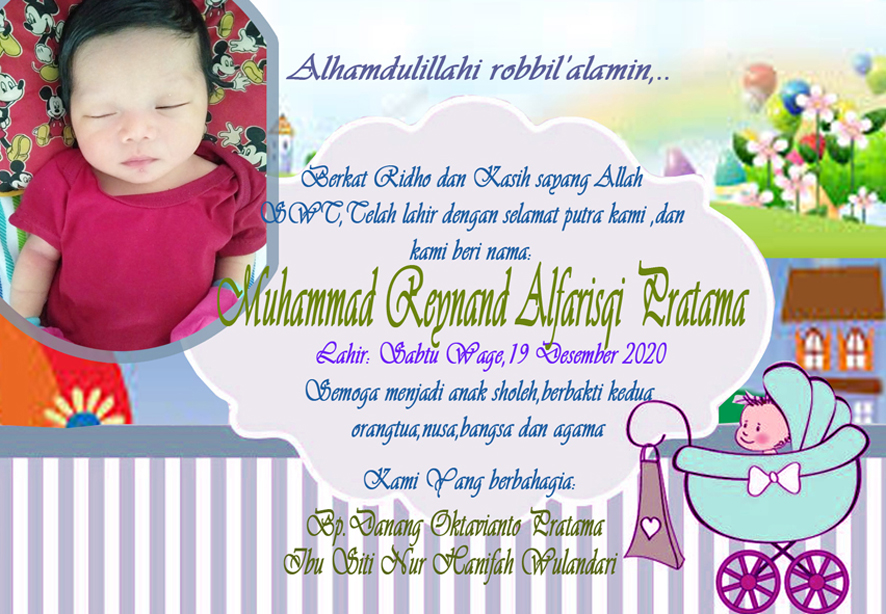 Alhamdulillahi robbil'alamin,..
Berkat Ridho dan Kasih sayang Allah
SWT,Telah lahir dengan selamat putra kami ,dan
kami beri nama:
Muhammad Reynand Alfarisqi Pratama
Lahir: Sabtu Wage,19 Desember 2020
Semoga menjadi anak sholeh,berbakti kedua
orangtua,nusa,bangsa dan agama
Kami Yang berbahagia:
Bp.Danang Oktavianto Pratama
Ibu Siti Nur Hanifah Wulandari